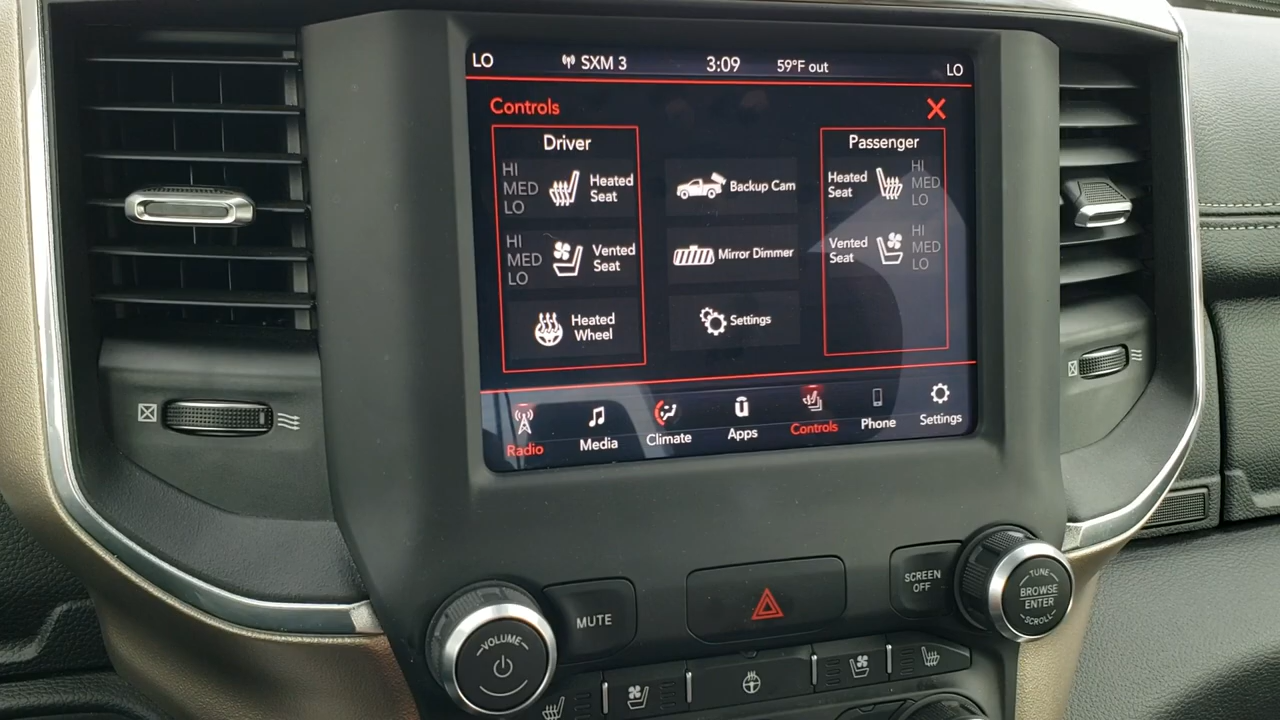 LO SXM 3 3:09 59°F out LO
Controls X
Driver
HI
MED
LO
Heated
Seat
HI
MED
LO
Vented
Seat
Heated
Wheel
Backup Cam
Mirror Dimmer
Settings
Passenger
Heated
Seat
HI
MED
LO
Vented
Seat
HI
MED
LO
Radio Media Climate Apps Controls Phone Settings
VOLUME
MUTE
SCREEN
OFF
TUNE
BROWSE
ENTER
SCROLL